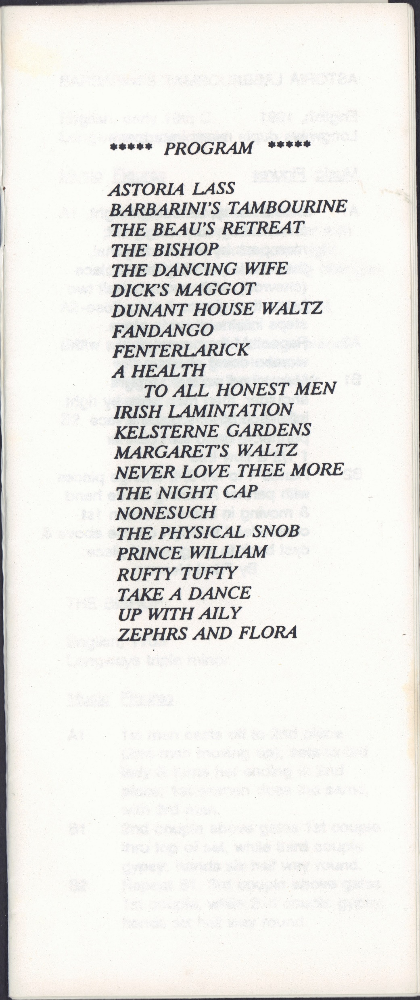 ***** PROGRAM *****
ASTORIA LASS
BARBARINI'S TAMBOURINE
THE BEAU'S RETREAT
THE BISHOP
THE DANCING WIFE
DICK'S MAGGOT
DUNANT HOUSE WALTZ
FANDANGO
FENTERLARICK
A HEALTH
TO ALL HONEST MEN
IRISH LAMINTATION
KELSTERNE GARDENS
MARGARET'S WALTZ
NEVER LOVE THEE MORE
THE NIGHT CAP
NONESUCH
THE PHYSICAL SNOB
PRINCE WILLIAM
RUFTY TUFTY
TAKE A DANCE
UP WITH AILY
ZEPHRS AND FLORA